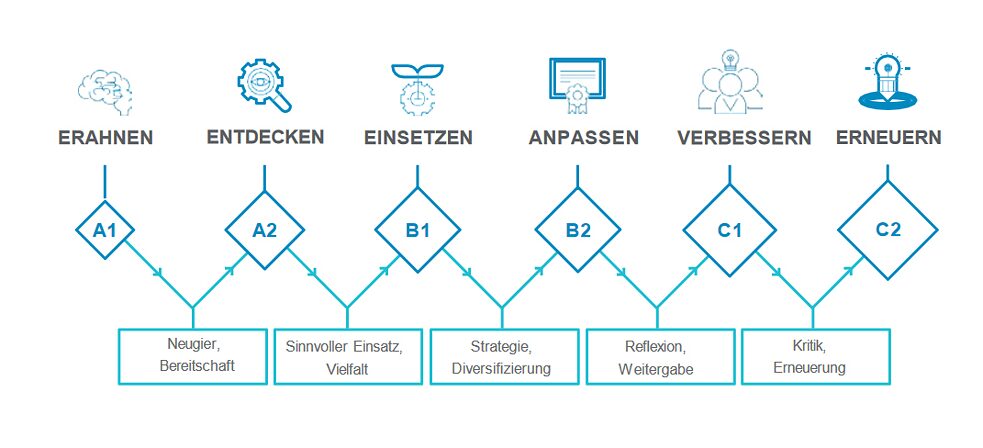 ERAHNEN
ENTDECKEN
EINSETZEN
ANPASSEN
VERBESSERN
ERNEUERN
A1
A2
B1
B2
C1
C2
Neugier,
Bereitschaft
Sinnvoller Einsatz,
Vielfalt
Strategie,
Diversifizierung
Reflexion,
Weitergabe
Kritik,
Erneuerung